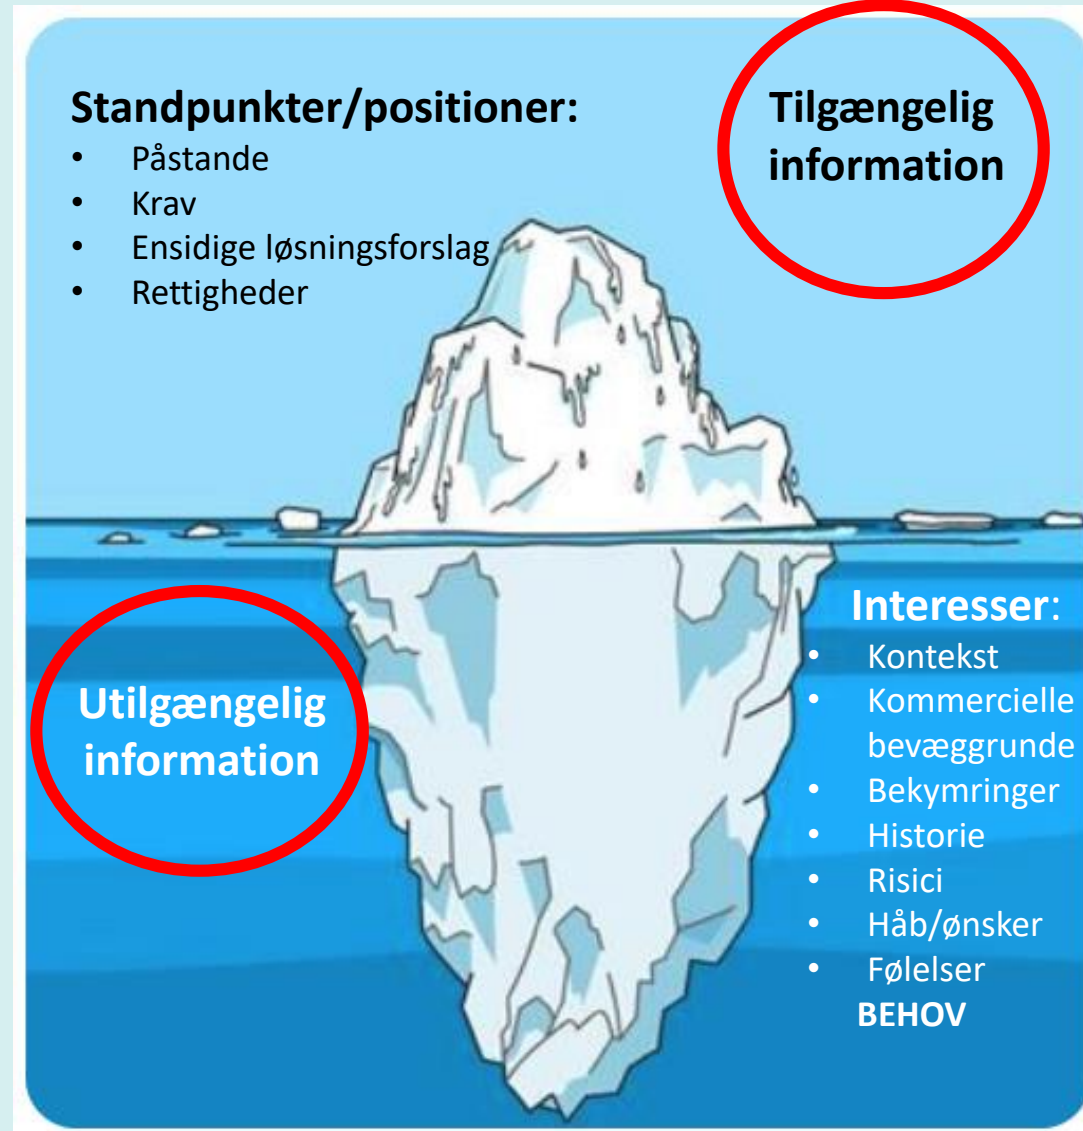 Standpunkter/positioner:
• Påstande
• Krav
• Ensidige løsningsforslag
• Rettigheder
Tilgængelig
information
Utilgængelig
information
Interesser:
• Kontekst
• Kommercielle
bevæggrunde
• Bekymringer
• Historie
• Risici
• Håb/ønsker
• Følelser
BEHOV